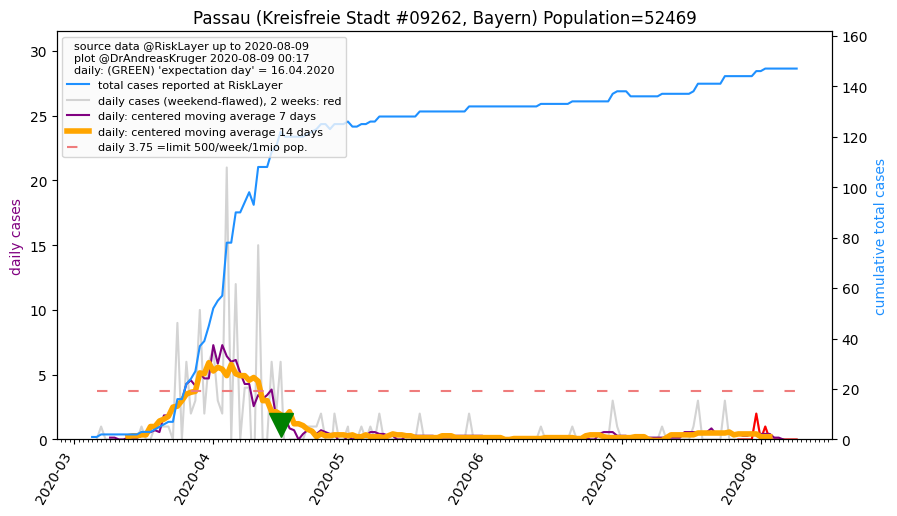 Passau (Kreisfreie Stadt #09262, Bayern) Population=52469
source data @RiskLayer up to 2020-08-09
plot @DrAndreasKruger 2020-08-09 00:17
daily: (GREEN) 'expectation day' = 16.04.2020
total cases reported at RiskLayer
daily cases (weekend-flawed), 2 weeks: red
daily: centered moving average 7 days
daily: centered moving average 14 days
daily 3.75 =limit 500/week/1mio pop.
daily cases
30
25
20
15
10
5
0
cumulative total cases
160
140
120
100
80
60
40
20
0
2020-03
2020-04
2020-05
2020-06
2020-07
2020-08